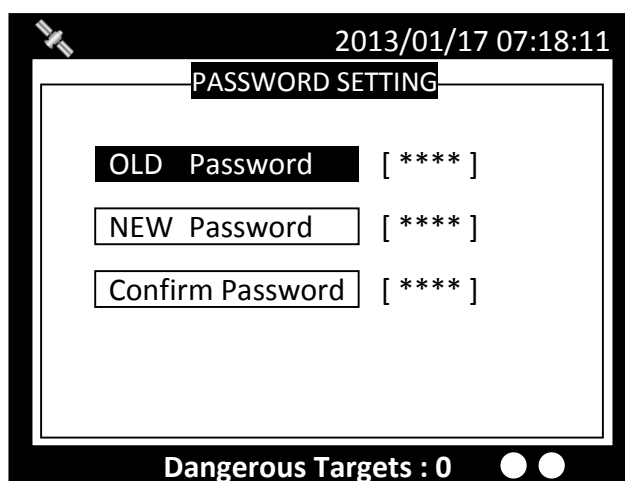 2013/01/17 07:18:11
PASSWORD SETTING
OLD Password [ **** ]
NEW Password [ **** ]
Confirm Password [ **** ]
Dangerous Targets : 0